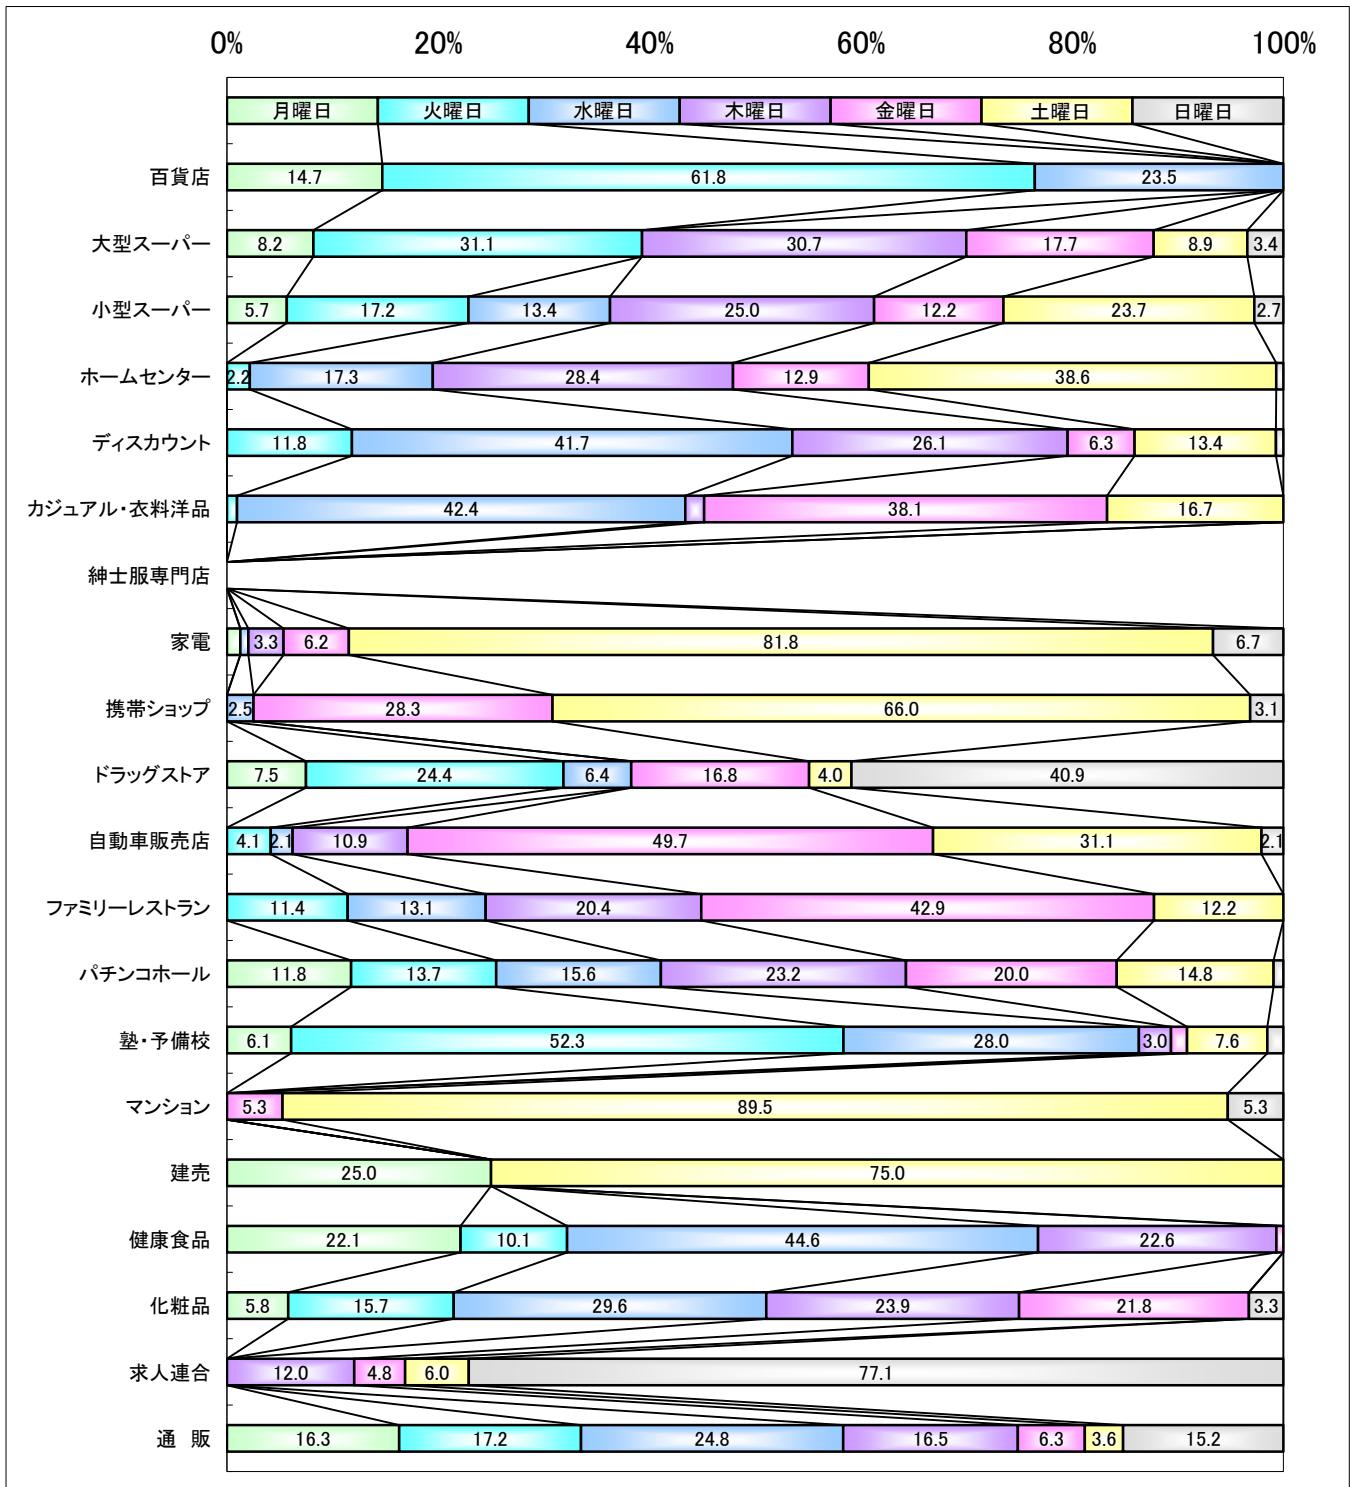 0% 20% 40% 60% 80% 100%
月曜日 火曜日 水曜日 木曜日 金曜日 土曜日 日曜日
百貨店 14.7 61.8 23.5
大型スーパー 8.2 31.1 30.7 17.7 8.9 3.4
小型スーパー 5.7 17.2 13.4 25.0 12.2 23.7 2.7
ホームセンター 2.2 17.3 28.4 12.9 38.6
ディスカウント 11.8 41.7 26.1 6.3 13.4
カジュアル・衣料洋品 42.4 38.1 16.7
紳士服専門店
家電 3.3 6.2 81.8 6.7
携帯ショップ 2.5 28.3 66.0 3.1
ドラッグストア 7.5 24.4 6.4 16.8 4.0 40.9
自動車販売店 4.1 2.1 10.9 49.7 31.1 2.1
ファミリーレストラン 11.4 13.1 20.4 42.9 12.2
パチンコホール 11.8 13.7 15.6 23.2 20.0 14.8
塾・予備校 6.1 52.3 28.0 3.0 7.6
マンション 5.3 89.5 5.3
建売 25.0 75.0
健康食品 22.1 10.1 44.6 22.6
化粧品 5.8 15.7 29.6 23.9 21.8 3.3
求人連合 12.0 4.8 6.0 77.1
通 販 16.3 17.2 24.8 16.5 6.3 3.6 15.2